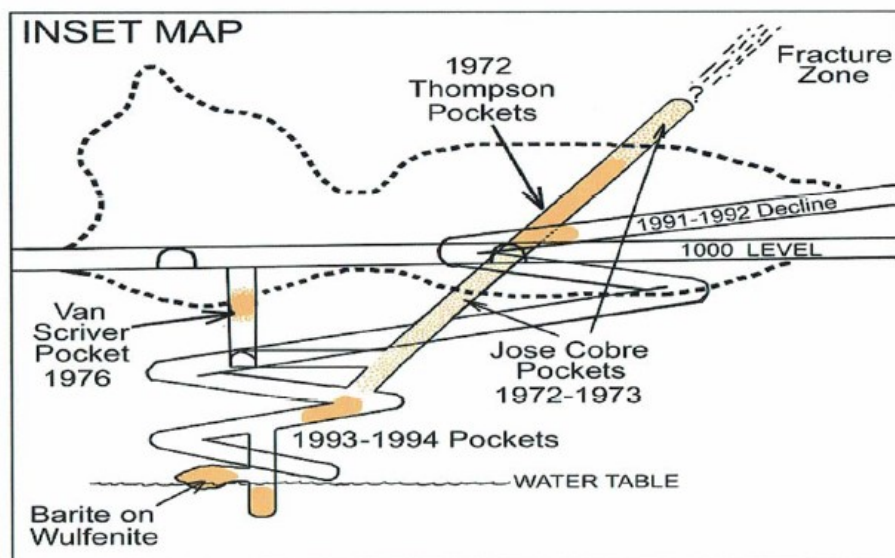 INSET MAP
1972
Thompson
Pockets
Fracture
Zone
?
1991-1992 Decline
1000 LEVEL
Van
Scriver
Pocket
1976
Jose Cobre
Pockets
1972-1973
1993-1994 Pockets
WATER TABLE
Barite on
Wulfenite